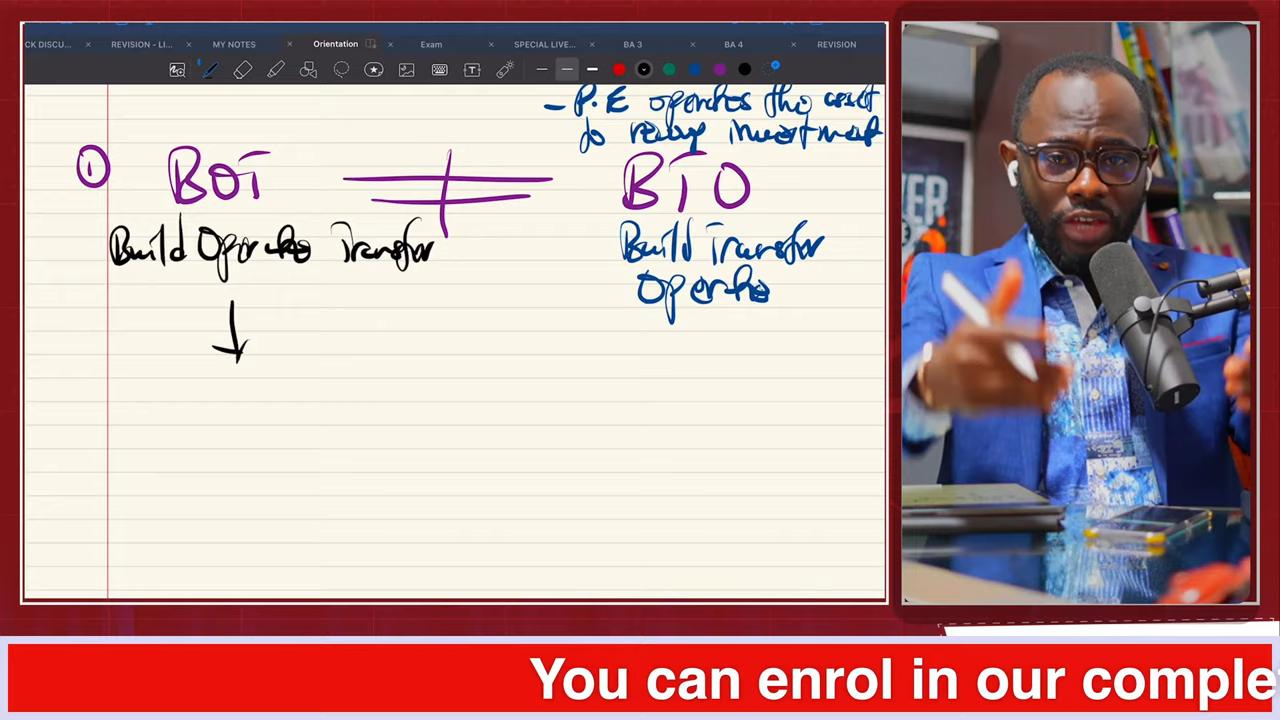 CK DISCU... REVISION - LI... MY NOTES Orientation Exam SPECIAL LIVE... BA 3 BA 4 REVISION
- P.E operates the asset
to recoup investment
① BOT ≠ BTO
Build Operate Transfer
Build Transfer
Operate
You can enrol in our comple